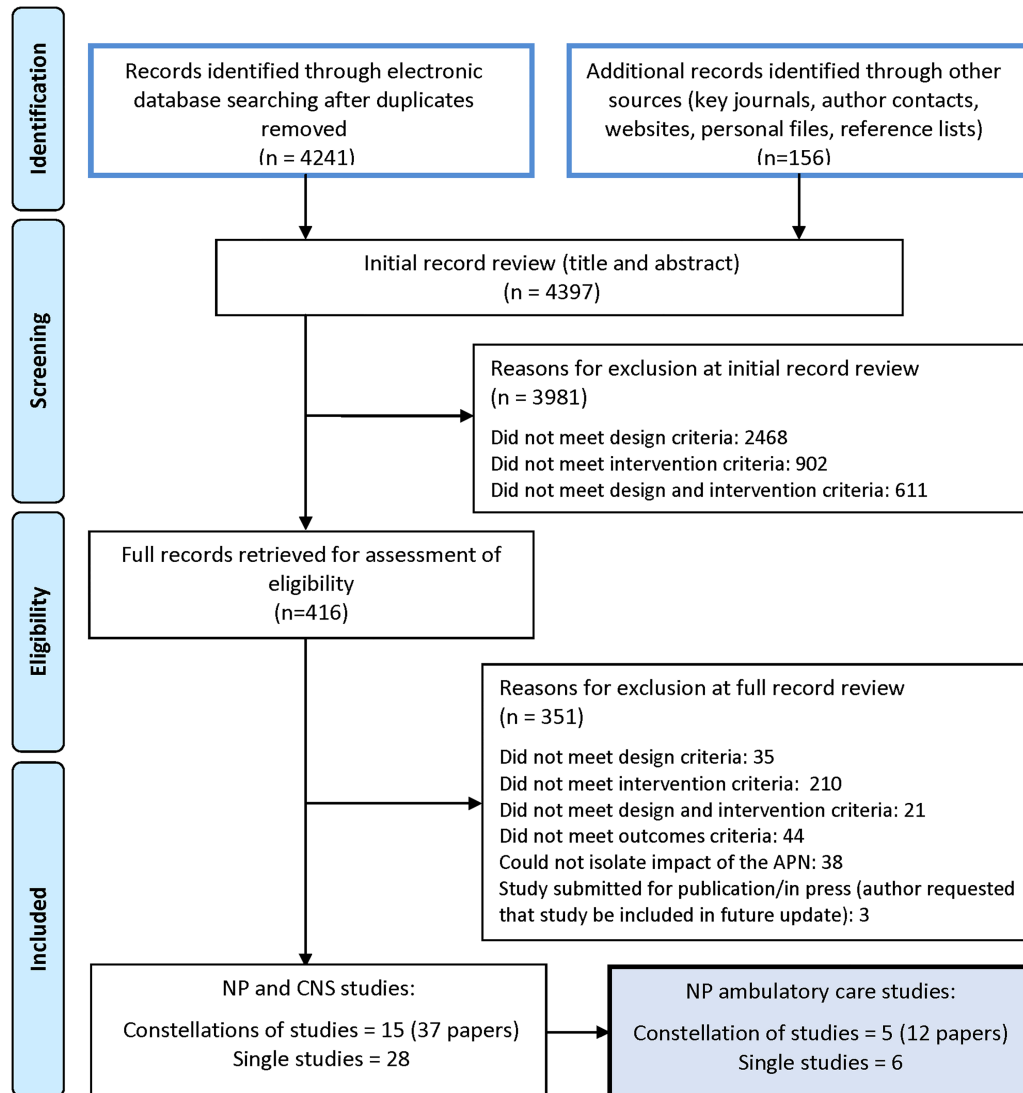 Identification
Records identified through electronic
database searching after duplicates
removed
(n = 4241)
Additional records identified through other
sources (key journals, author contacts,
websites, personal files, reference lists)
(n=156)
Screening
Initial record review (title and abstract)
(n = 4397)
Reasons for exclusion at initial record review
(n = 3981)
Did not meet design criteria: 2468
Did not meet intervention criteria: 902
Did not meet design and intervention criteria: 611
Eligibility
Full records retrieved for assessment of
eligibility
(n=416)
Reasons for exclusion at full record review
(n = 351)
Did not meet design criteria: 35
Did not meet intervention criteria: 210
Did not meet design and intervention criteria: 21
Did not meet outcomes criteria: 44
Could not isolate impact of the APN: 38
Study submitted for publication/in press (author requested
that study be included in future update): 3
Included
NP and CNS studies:
Constellations of studies = 15 (37 papers)
Single studies = 28
NP ambulatory care studies:
Constellation of studies = 5 (12 papers)
Single studies = 6